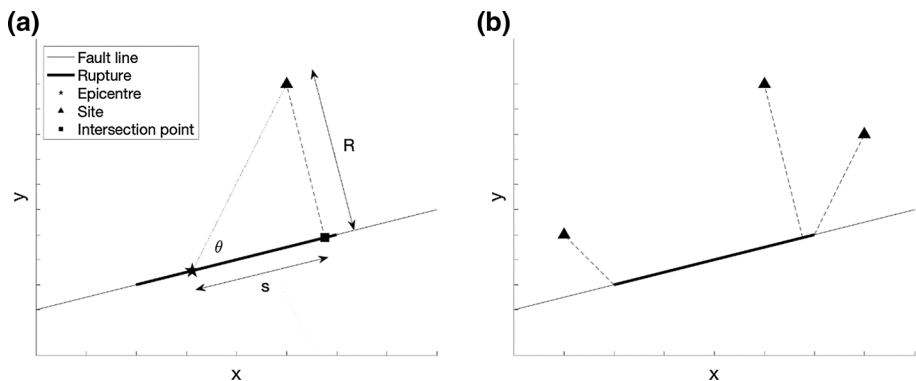 (a)
Fault line
Rupture
Epicentre
Site
Intersection point
R
θ
s
y
x
(b)
y
x